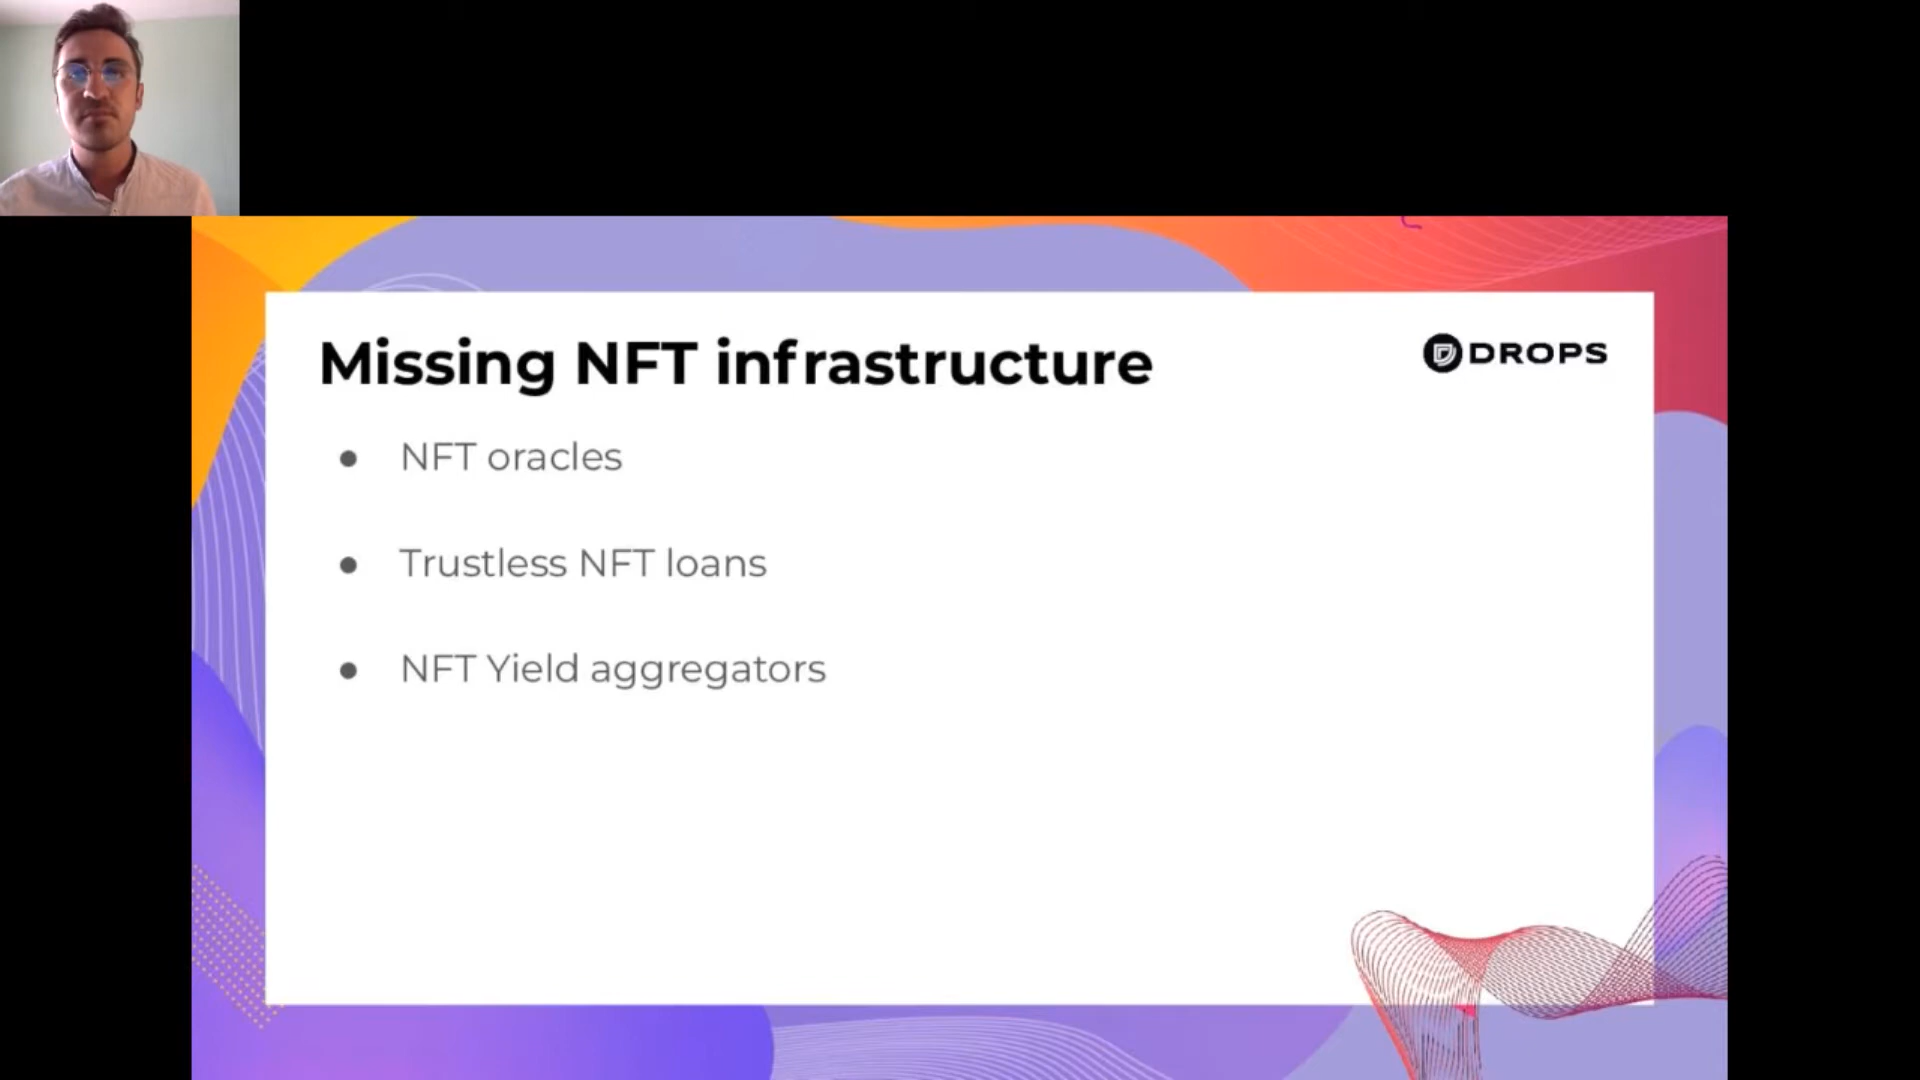 Missing NFT infrastructure
DROPS
NFT oracles
Trustless NFT loans
NFT Yield aggregators